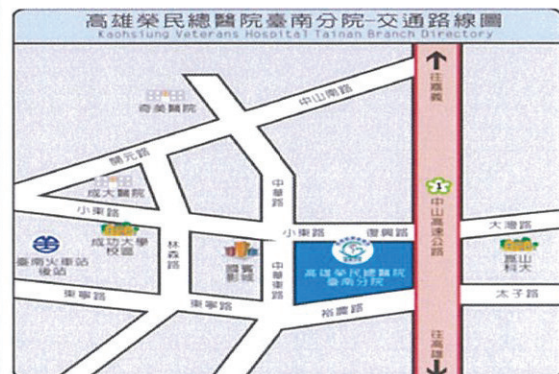 高雄榮民總醫院臺南分院-交通路線圖
Kaohsiung Veterans Hospital Tainan Branch Directory
往嘉義
中山南路
奇美醫院
開元路
成大醫院
中華路
1
中山高速公路
小東路
小東路
復興路
大灣路
成功大學
校區
林森路
國賓
影城
中華東路
高雄榮民總醫院
臺南分院
崑山
科大
臺南火車站
後站
東寧路
東寧路
裕農路
太子路
往高雄